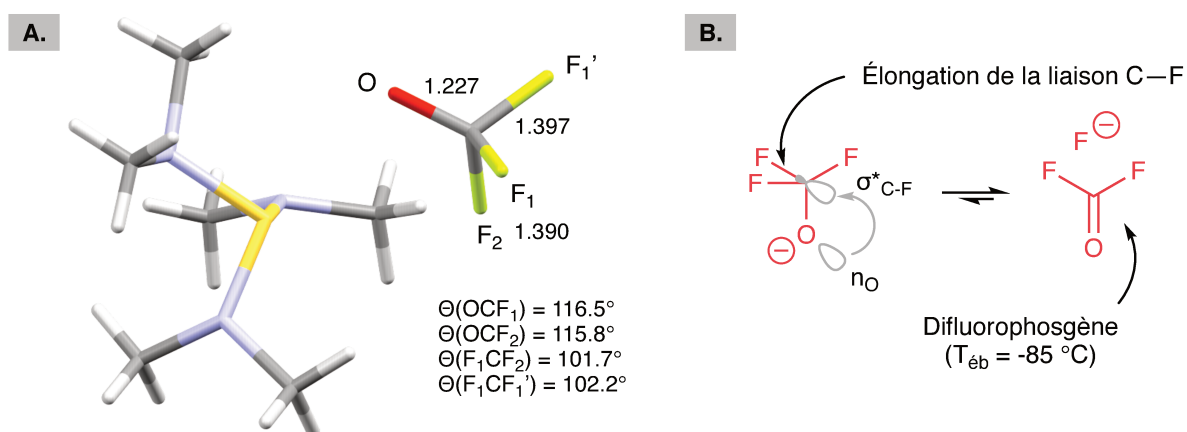 A.
O
1.227
F₁’
1.397
F₁
F₂ 1.390
Θ(OCF₁) = 116.5°
Θ(OCF₂) = 115.8°
Θ(F₁CF₂) = 101.7°
Θ(F₁CF₁’) = 102.2°
B.
Élongation de la liaison C—F
F
F
F
σ*C-F
O
⊖
nO
F⊖
F
F
O
Difluorophosgène
(Téb = -85 °C)